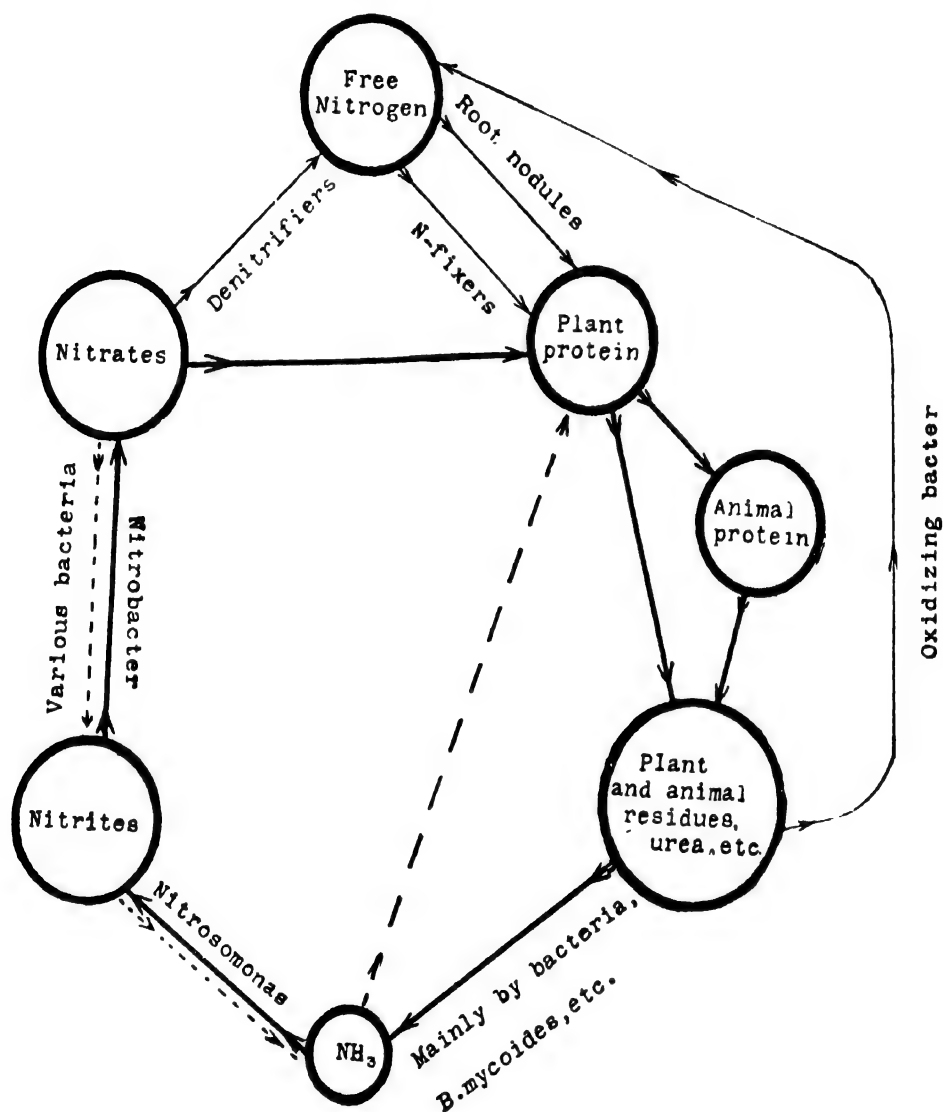 Free
Nitrogen
Root nodules
N-fixers
Denitrifiers
Plant
protein
Nitrates
Animal
protein
Oxidizing bacter
Various bacteria
Nitrobacter
Plant
and animal
residues,
urea, etc.
Nitrites
Nitrosomonas
NH₃
Mainly by bacteria,
B.mycoides,etc.